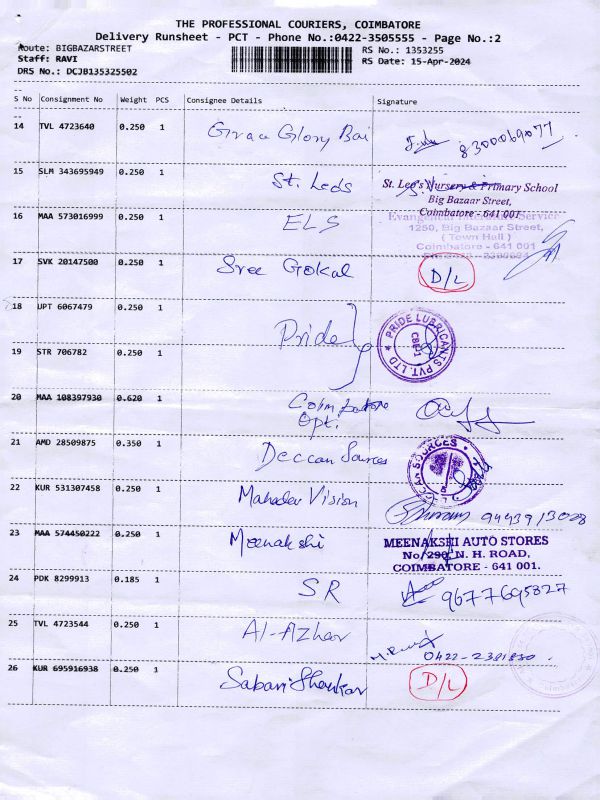 THE PROFESSIONAL COURIERS, COIMBATORE
Delivery Runsheet - PCT - Phone No.:0422-3505555 - Page No.:2
Route: BIGBAZARSTREET RS No.: 1353255
Staff: RAVI RS Date: 15-Apr-2024
DRS No.: DCJB135325502
S No Consignment No Weight PCS Consignee Details Signature
14 TVL 4723640 0.250 1 Grace Glory Bai 8300069077
15 SLM 343695949 0.250 1 St. Leos St. Leo's Nursery & Primary School
Big Bazaar Street,
Coimbatore - 641 001
16 MAA 573016999 0.250 1 ELS
1250, Big Bazaar Street,
( Town Hall )
Coimbatore - 641 001
17 SVK 20147500 0.250 1 Sree Gokal D/L
18 UPT 6067479 0.250 1 Pride PRIDE LUBRICANTS PVT. LTD
19 STR 706782 0.250 1
20 MAA 108397930 0.620 1 Coimbatore
Opti.
21 AMD 28509875 0.350 1 Deccan Sources
22 KUR 531307458 0.250 1 Mahadev Vision
23 MAA 574450222 0.250 1 Meenakshi MEENAKSHI AUTO STORES
No/290, N. H. ROAD,
COIMBATORE - 641 001.
24 PDK 8299913 0.185 1 SR 9677695827
25 TVL 4723544 0.250 1 Al-Azhar 0422-2381830
26 KUR 695916938 0.250 1 Sabari Shankar D/L